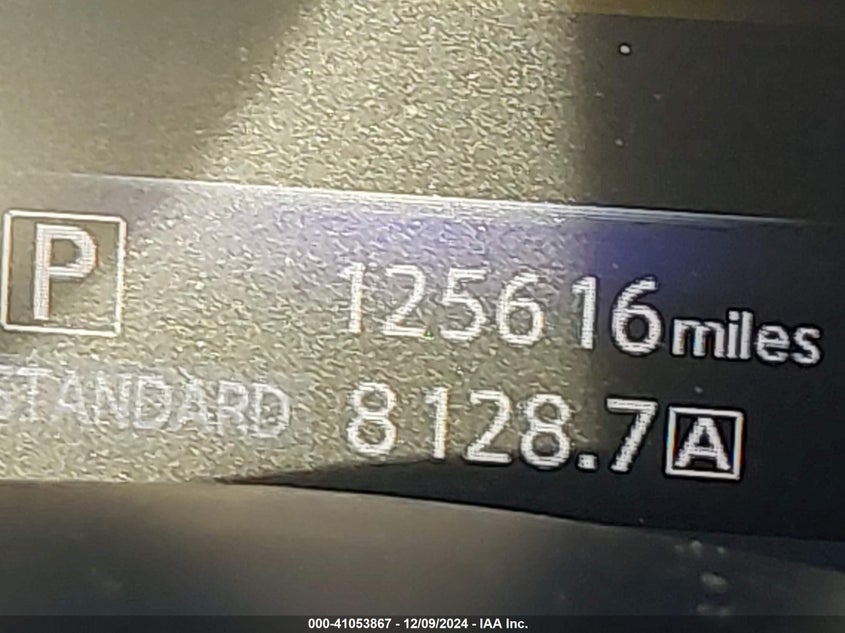 P
125616 miles
STANDARD 8128.7 A
000-41053867 - 12/09/2024 - IAA Inc.